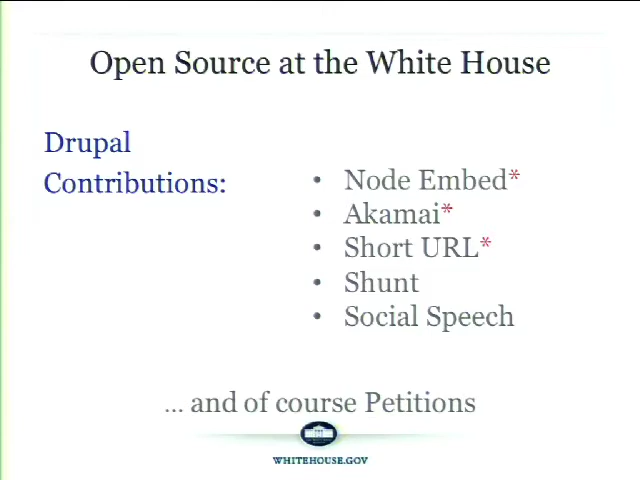 Open Source at the White House
Drupal
Contributions:
• Node Embed*
• Akamai*
• Short URL*
• Shunt
• Social Speech
... and of course Petitions
WHITEHOUSE.GOV